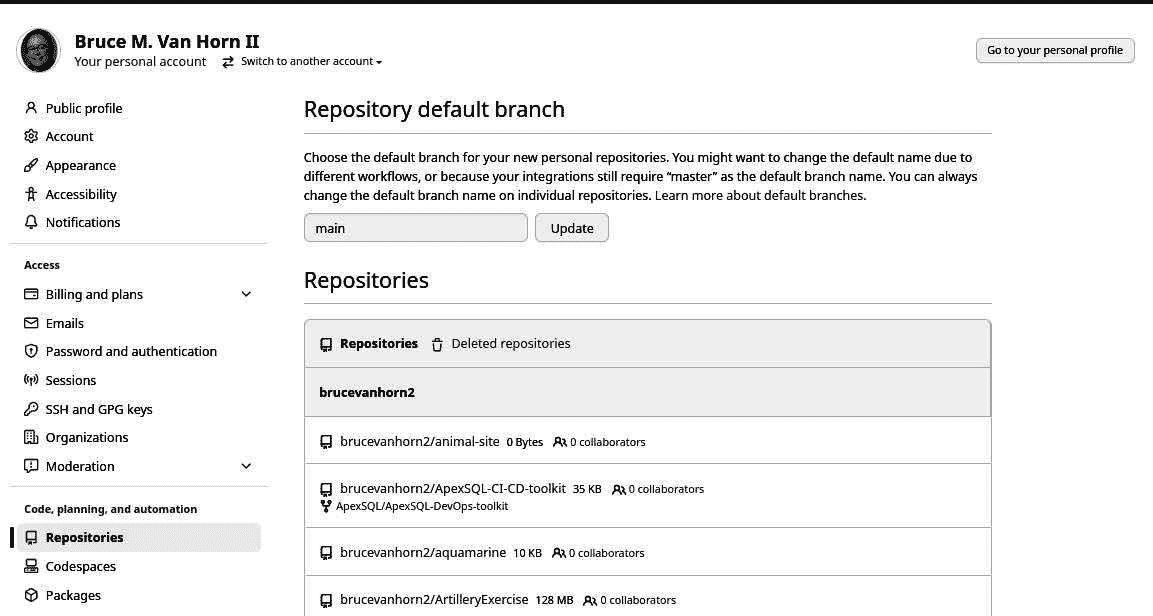 Bruce M. Van Horn II
Your personal account
Switch to another account
Go to your personal profile
Public profile
Account
Appearance
Accessibility
Notifications
Access
Billing and plans
Emails
Password and authentication
Sessions
SSH and GPG keys
Organizations
Moderation
Code, planning, and automation
Repositories
Codespaces
Packages
Repository default branch
Choose the default branch for your new personal repositories. You might want to change the default name due to
different workflows, or because your integrations still require “master” as the default branch name. You can always
change the default branch name on individual repositories. Learn more about default branches.
main
Update
Repositories
Repositories Deleted repositories
brucevanhorn2
brucevanhorn2/animal-site 0 Bytes 0 collaborators
brucevanhorn2/ApexSQL-CI-CD-toolkit 35 KB 0 collaborators
ApexSQL/ApexSQL-DevOps-toolkit
brucevanhorn2/aquamarine 10 KB 0 collaborators
brucevanhorn2/ArtilleryExercise 128 MB 0 collaborators